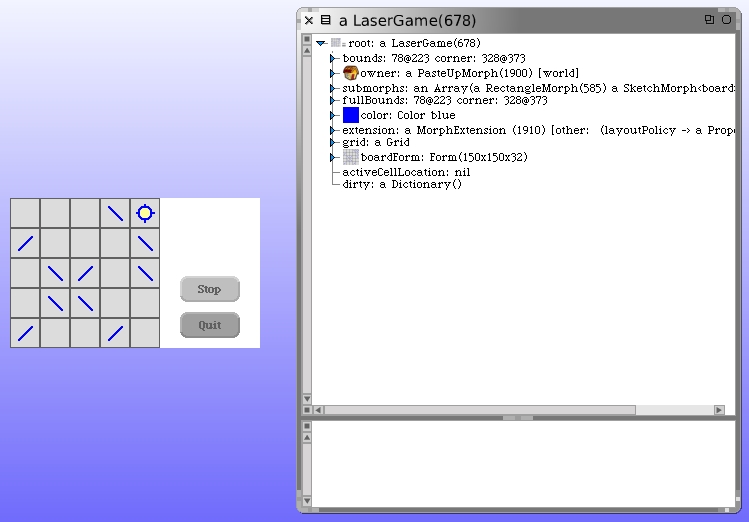 a LaserGame(678)
root: a LaserGame(678)
bounds: 78@223 corner: 328@373
owner: a PasteUpMorph(1900) [world]
submorphs: an Array(a RectangleMorph(585) a SketchMorph<board
fullBounds: 78@223 corner: 328@373
color: Color blue
extension: a MorphExtension (1910) [other:  (layoutPolicy -> a Prope
grid: a Grid
boardForm: Form(150x150x32)
activeCellLocation: nil
dirty: a Dictionary()
Stop
Quit